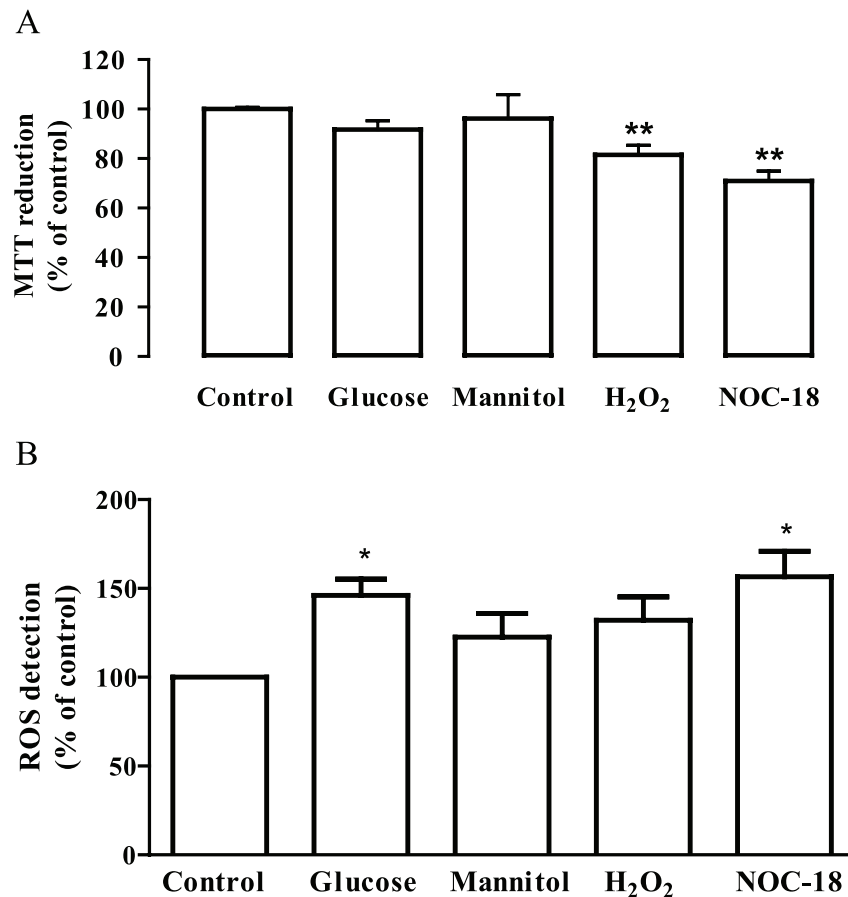 A
MTT reduction
(% of control)
120
100
80
60
40
20
0
**
**
Control Glucose Mannitol H₂O₂ NOC-18
B
ROS detection
(% of control)
200
150
100
50
0
*
*
Control Glucose Mannitol H₂O₂ NOC-18